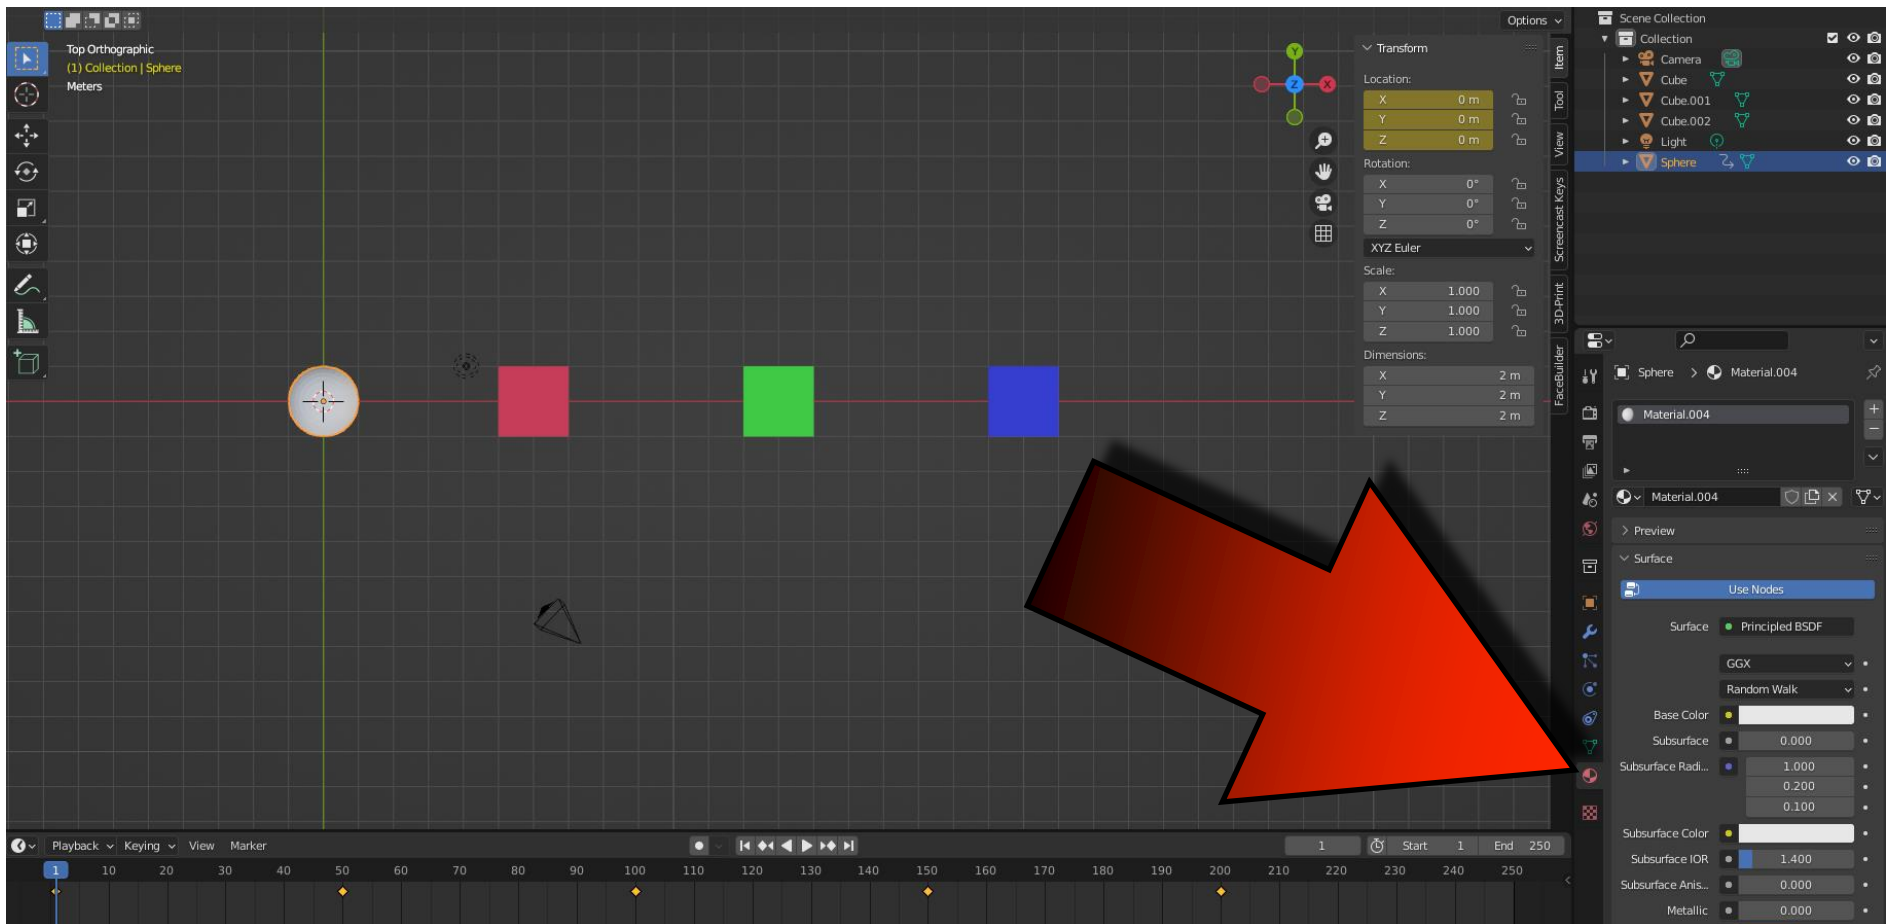 Options
Top Orthographic
(1) Collection | Sphere
Meters
Y
Z
X
Transform
Location:
X 0 m
Y 0 m
Z 0 m
Rotation:
X 0°
Y 0°
Z 0°
XYZ Euler
Scale:
X 1.000
Y 1.000
Z 1.000
Dimensions:
X 2 m
Y 2 m
Z 2 m
Item
Tool
View
Screencast Keys
3D-Print
FaceBuilder
Scene Collection
Collection
Camera
Cube
Cube.001
Cube.002
Light
Sphere
Sphere > Material.004
Material.004
Material.004
Preview
Surface
Use Nodes
Surface Principled BSDF
GGX
Random Walk
Base Color
Subsurface 0.000
Subsurface Radi... 1.000
0.200
0.100
Subsurface Color
Subsurface IOR 1.400
Subsurface Anis... 0.000
Metallic 0.000
Playback Keying View Marker
1 Start 1 End 250
1 10 20 30 40 50 60 70 80 90 100 110 120 130 140 150 160 170 180 190 200 210 220 230 240 250